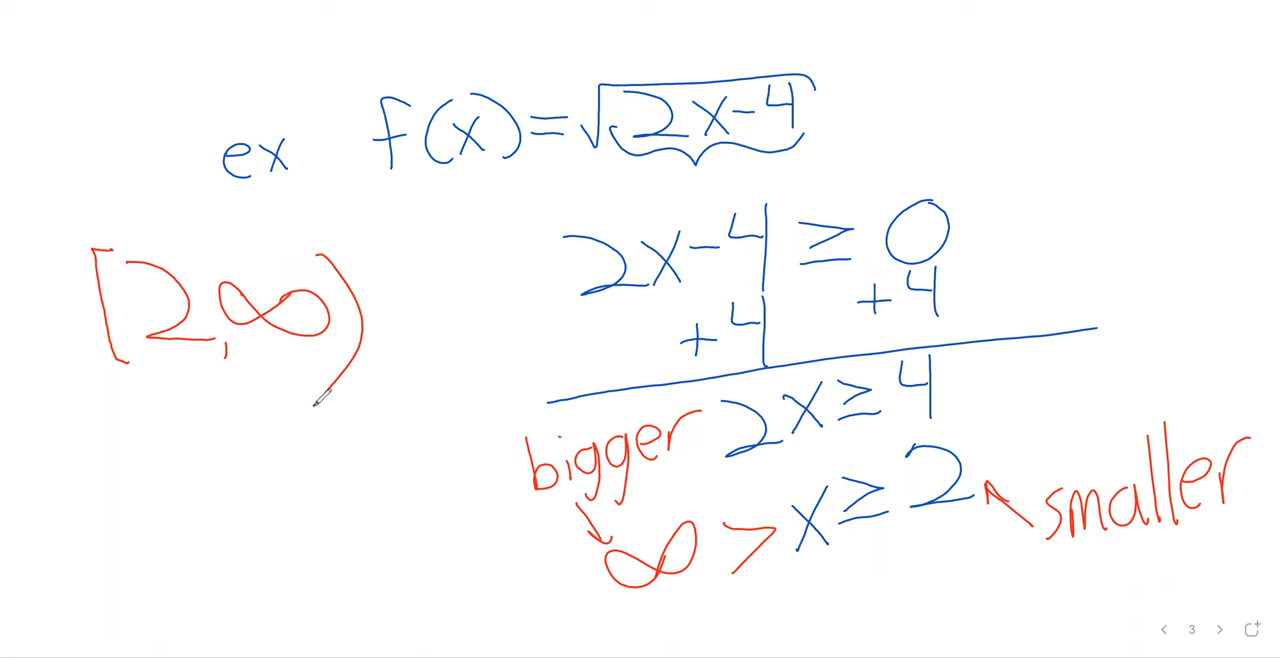 ex f(x)=√2x-4
2x-4 ≥ 0
+4 +4
[2,∞)
2x≥4
bigger
∞ > x≥2
smaller
3